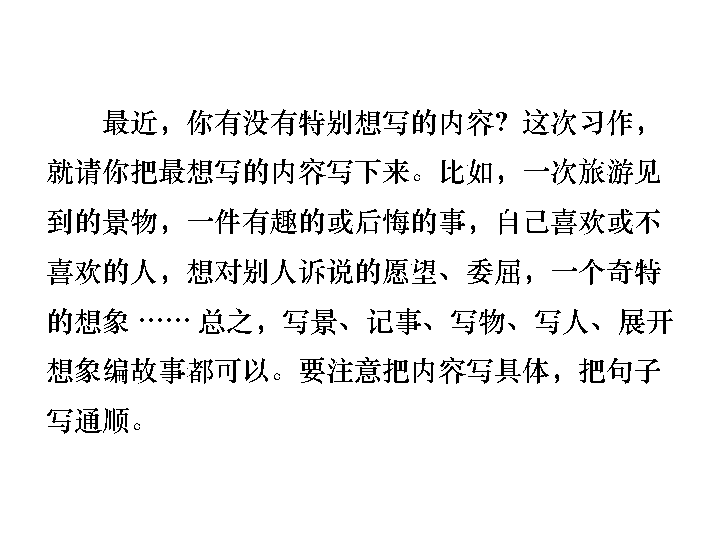 最近，你有没有特别想写的内容？这次习作，
就请你把最想写的内容写下来。比如，一次旅游见
到的景物，一件有趣的或后悔的事，自己喜欢或不
喜欢的人，想对别人诉说的愿望、委屈，一个奇特
的想象……总之，写景、记事、写物、写人、展开
想象编故事都可以。要注意把内容写具体，把句子
写通顺。